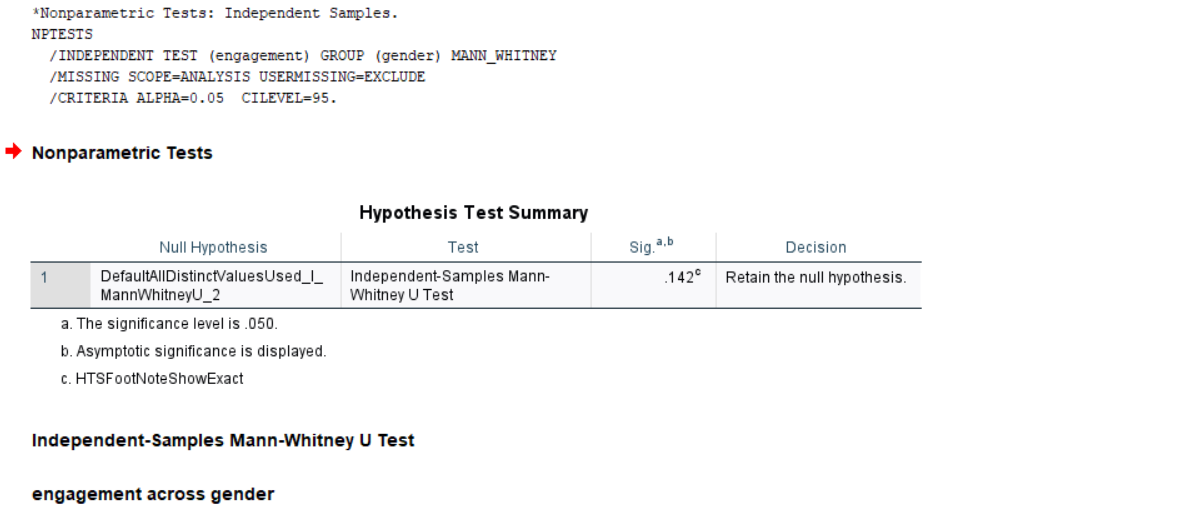 *Nonparametric Tests: Independent Samples.
NPTESTS
/INDEPENDENT TEST (engagement) GROUP (gender) MANN_WHITNEY
/MISSING SCOPE=ANALYSIS USERMISSING=EXCLUDE
/CRITERIA ALPHA=0.05  CILEVEL=95.
Nonparametric Tests
Hypothesis Test Summary
Null Hypothesis Test Sig.a,b Decision
1 DefaultAllDistinctValuesUsed_I_ Independent-Samples Mann- .142c Retain the null hypothesis.
MannWhitneyU_2 Whitney U Test
a. The significance level is .050.
b. Asymptotic significance is displayed.
c. HTSFootNoteShowExact
Independent-Samples Mann-Whitney U Test
engagement across gender